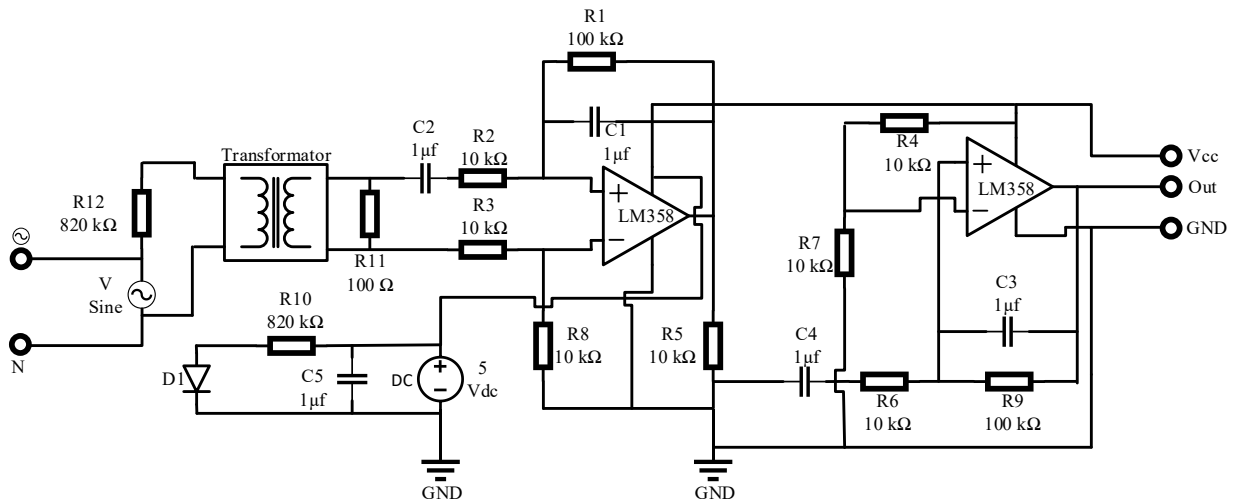 R1
100 kΩ
C1
1μf
C2
1μf
R2
10 kΩ
R3
10 kΩ
+
−
LM358
Transformator
R12
820 kΩ
V
Sine
N
R11
100 Ω
R10
820 kΩ
D1
C5
1μf
DC
+
−
5
Vdc
GND
R8
10 kΩ
R5
10 kΩ
GND
R4
10 kΩ
+
−
LM358
R7
10 kΩ
C4
1μf
R6
10 kΩ
C3
1μf
R9
100 kΩ
Vcc
Out
GND